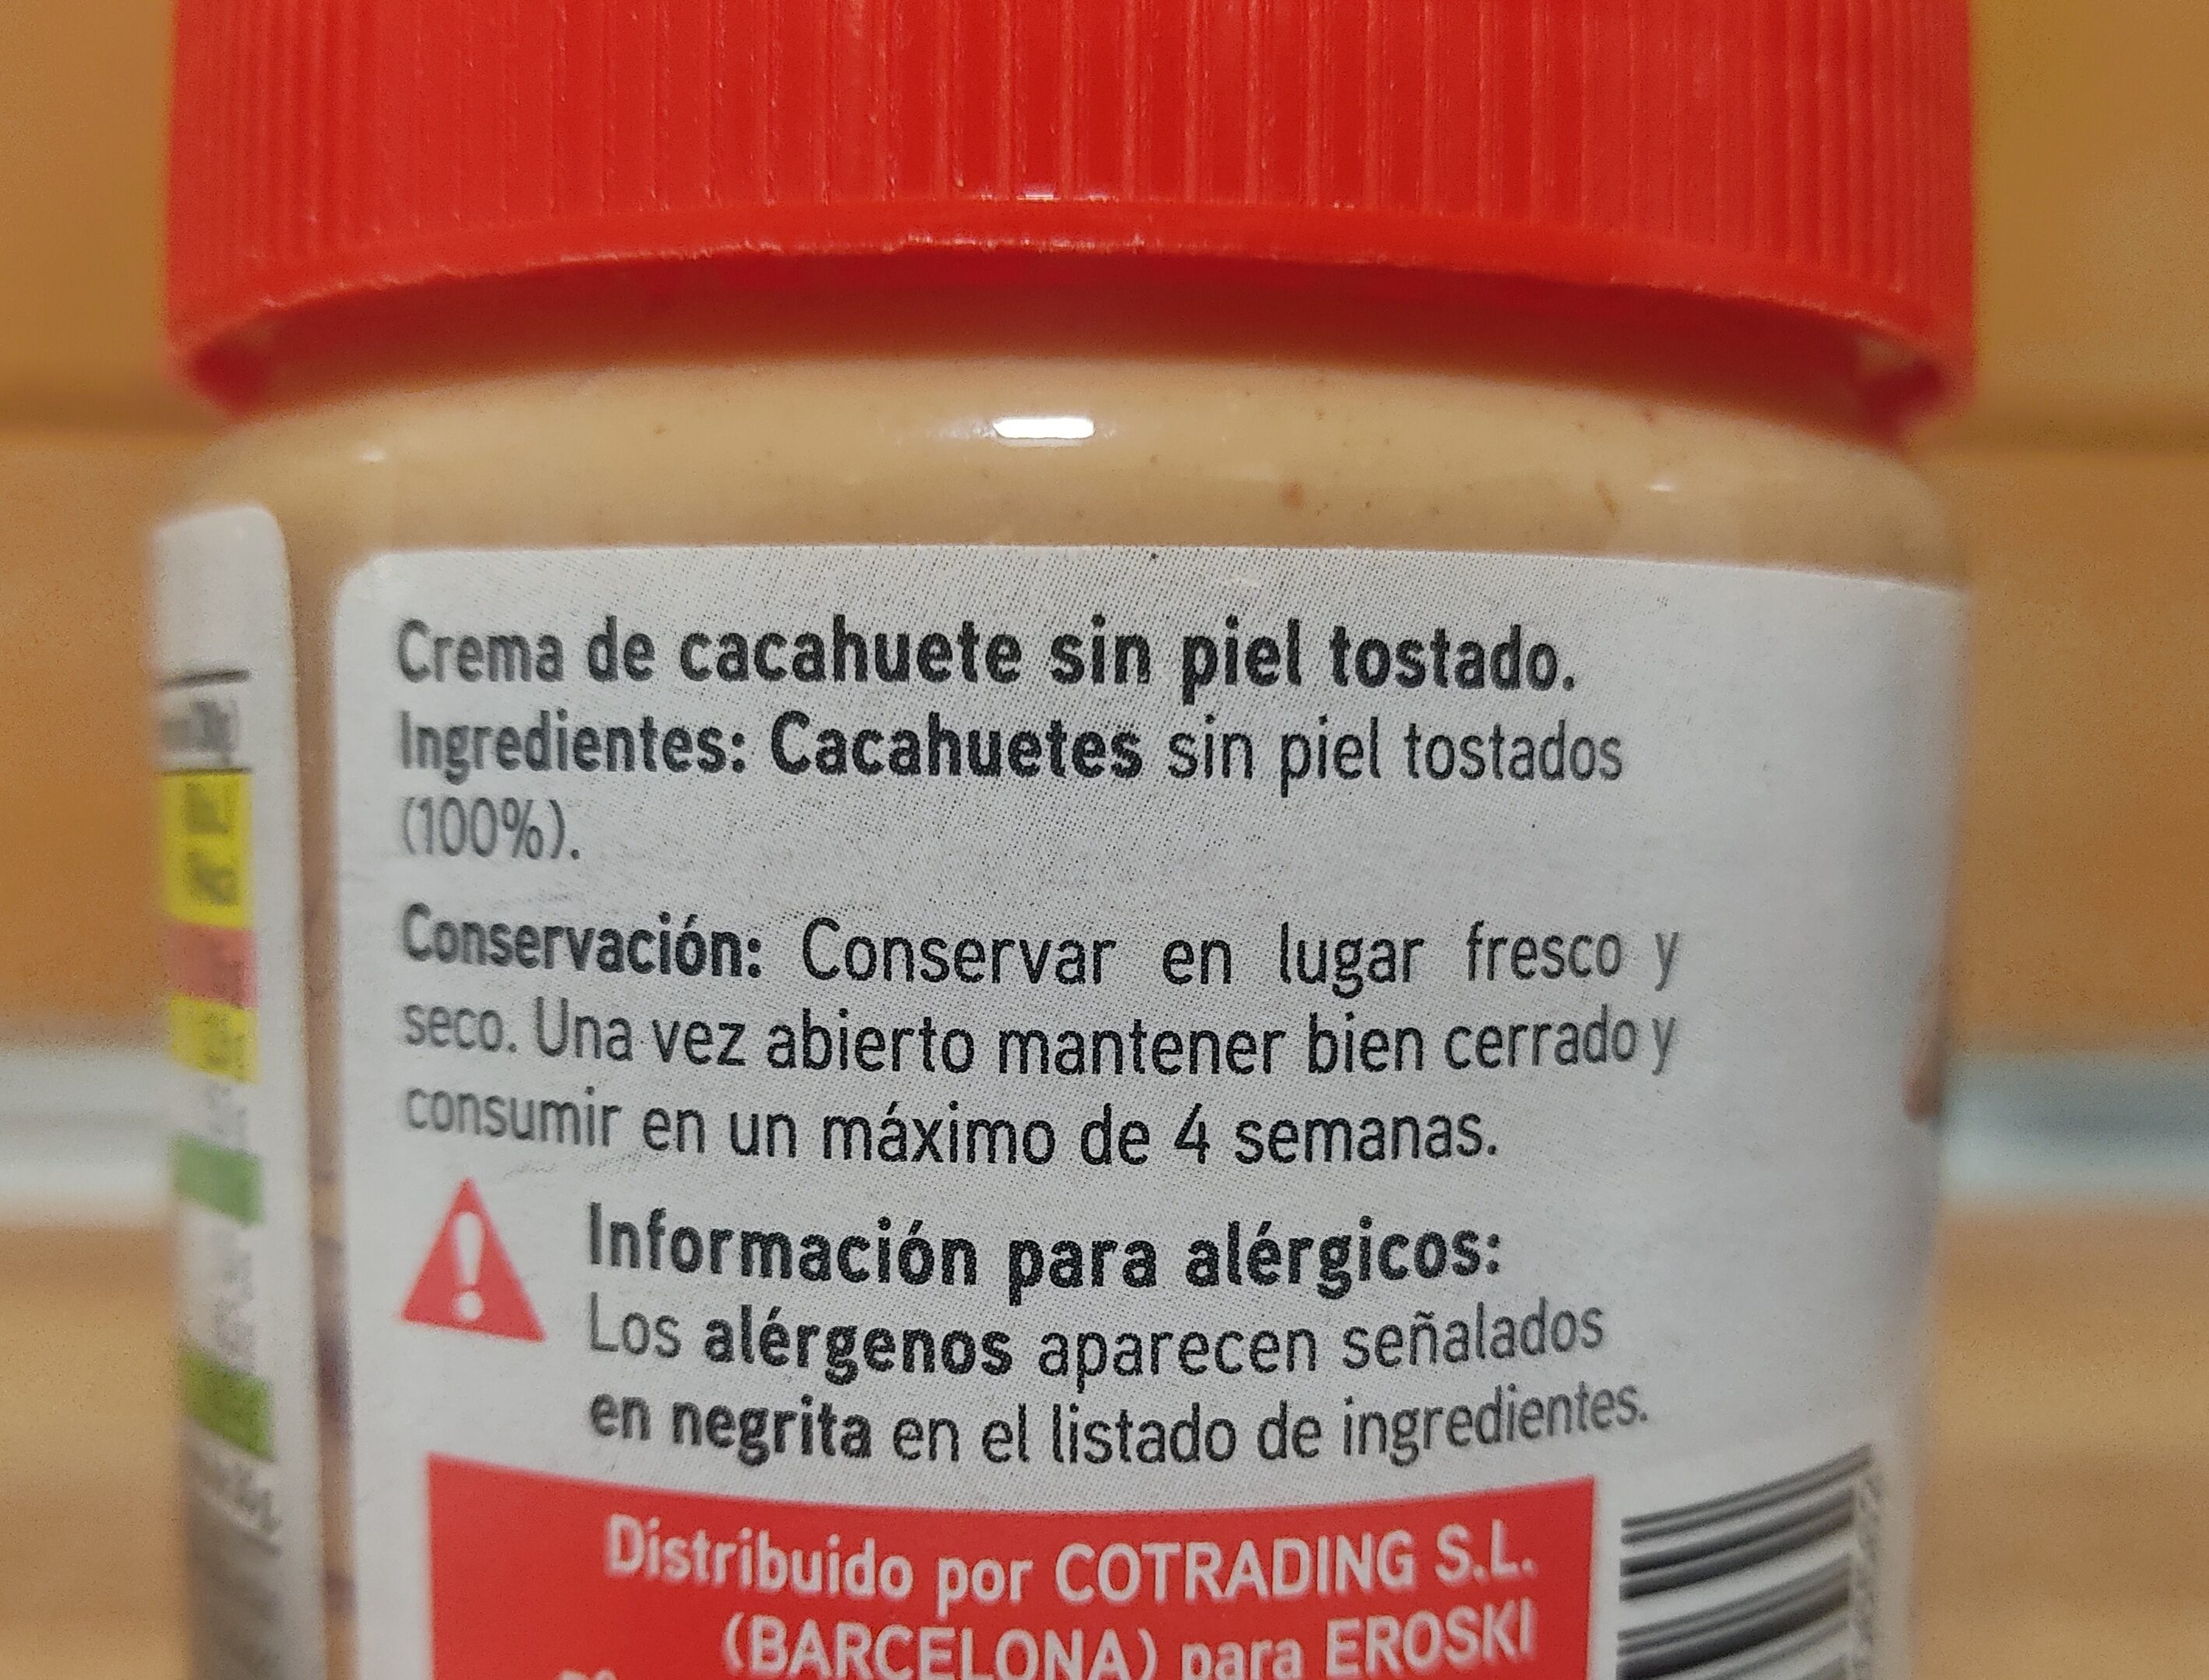 Crema de cacahuete sin piel tostado.
Ingredientes: Cacahuetes sin piel tostados
(100%).
Conservación: Conservar en lugar fresco y
seco. Una vez abierto mantener bien cerrado y
consumir en un máximo de 4 semanas.
Información para alérgicos:
Los alérgenos aparecen señalados
en negrita en el listado de ingredientes.
Distribuido por COTRADING S.L.
(BARCELONA) para EROSKI